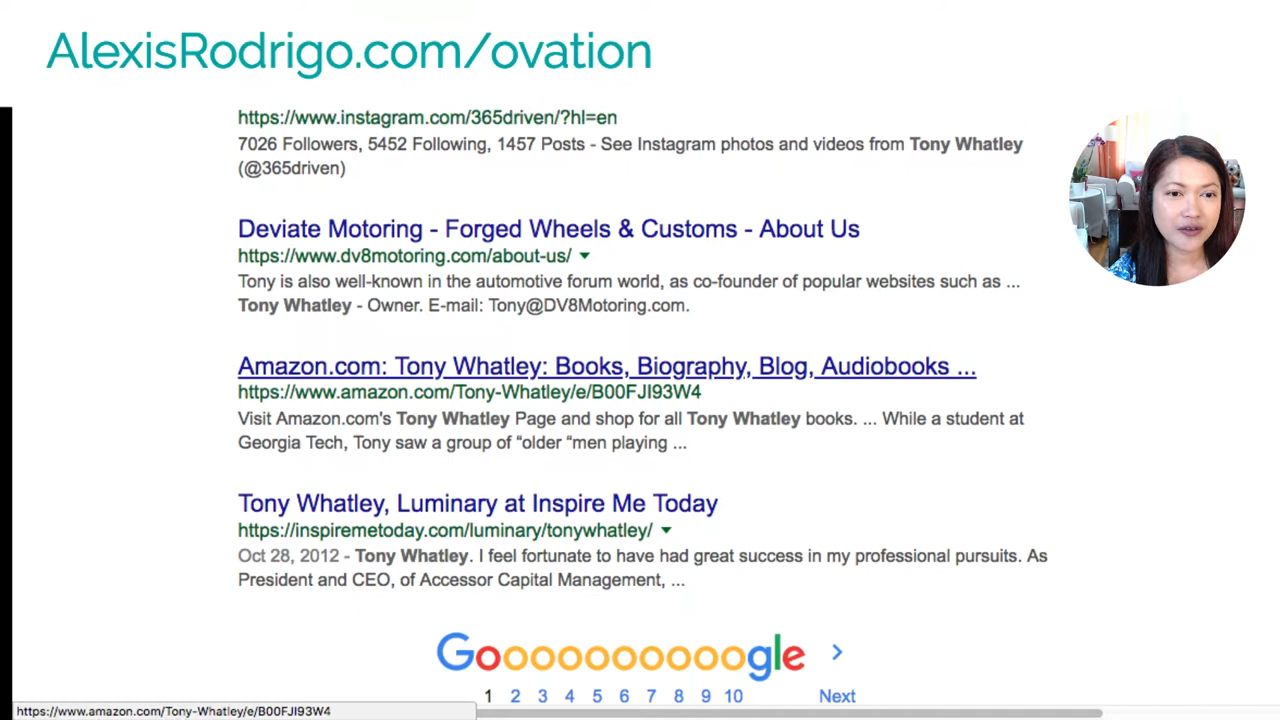 AlexisRodrigo.com/ovation
https://www.instagram.com/365driven/?hl=en
7026 Followers, 5452 Following, 1457 Posts - See Instagram photos and videos from Tony Whatley
(@365driven)
Deviate Motoring - Forged Wheels & Customs - About Us
https://www.dv8motoring.com/about-us/
Tony is also well-known in the automotive forum world, as co-founder of popular websites such as ...
Tony Whatley - Owner. E-mail: Tony@DV8Motoring.com.
Amazon.com: Tony Whatley: Books, Biography, Blog, Audiobooks ...
https://www.amazon.com/Tony-Whatley/e/B00FJI93W4
Visit Amazon.com's Tony Whatley Page and shop for all Tony Whatley books. ... While a student at
Georgia Tech, Tony saw a group of “older “men playing ...
Tony Whatley, Luminary at Inspire Me Today
https://inspiremetoday.com/luminary/tonywhatley/
Oct 28, 2012 - Tony Whatley. I feel fortunate to have had great success in my professional pursuits. As
President and CEO, of Accessor Capital Management, ...
Goooooooooogle >
1 2 3 4 5 6 7 8 9 10 Next
https://www.amazon.com/Tony-Whatley/e/B00FJI93W4